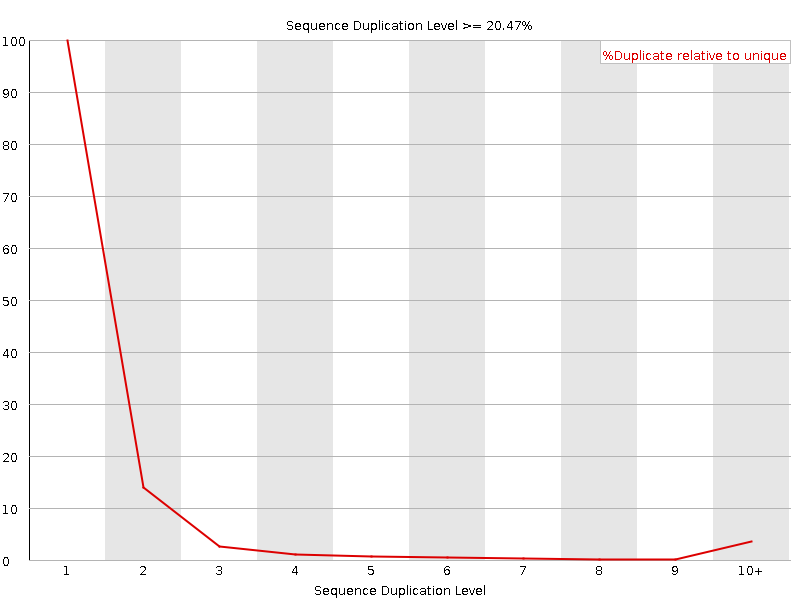 Sequence Duplication Level >= 20.47%
%Duplicate relative to unique
100
90
80
70
60
50
40
30
20
10
0
1 2 3 4 5 6 7 8 9 10+
Sequence Duplication Level